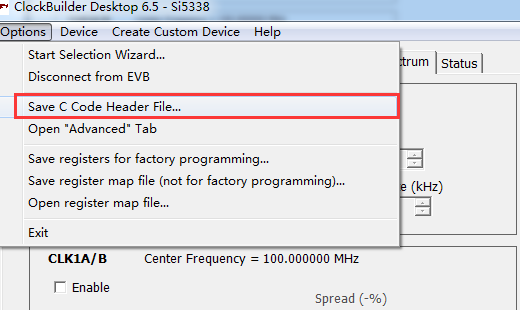 ClockBuilder Desktop 6.5 - Si5338
Options Device Create Custom Device Help
Start Selection Wizard...
Disconnect from EVB
ctrum Status
Save C Code Header File...
Open "Advanced" Tab
Save registers for factory programming...
Save register map file (not for factory programming)...
e (kHz)
Open register map file...
Exit
CLK1A/B Center Frequency = 100.000000 MHz
Enable
Spread (-%)